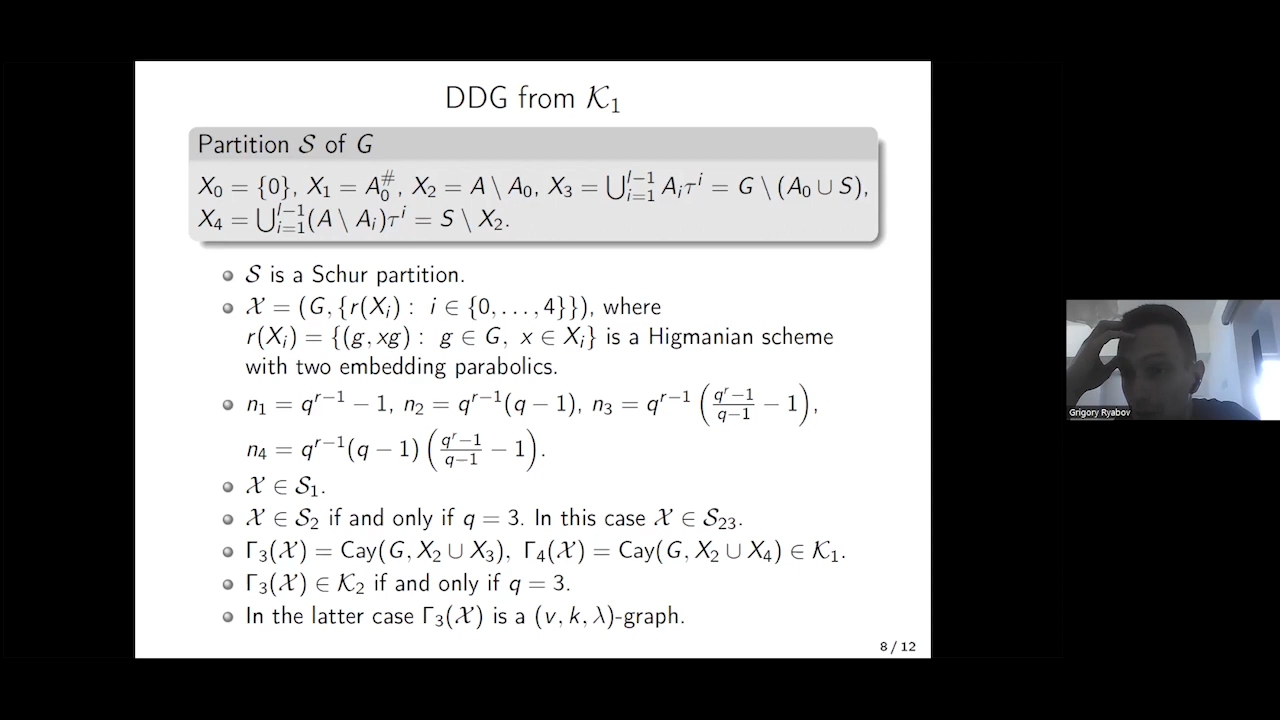 DDG from 𝒦₁
Partition 𝒮 of G
X₀ = {0}, X₁ = A₀^#, X₂ = A \ A₀, X₃ = ⋃_{i=1}^{l−1} A_iτ^i = G \ (A₀ ∪ S),
X₄ = ⋃_{i=1}^{l−1}(A \ A_i)τ^i = S \ X₂.
𝒮 is a Schur partition.
𝒳 = (G, {r(X_i) : i ∈ {0, . . . , 4}}), where
r(X_i) = {(g, xg) : g ∈ G, x ∈ X_i} is a Higmanian scheme
with two embedding parabolics.
n₁ = q^{r−1} − 1, n₂ = q^{r−1}(q − 1), n₃ = q^{r−1}((q^r−1)/(q−1) − 1),
n₄ = q^{r−1}(q − 1)((q^r−1)/(q−1) − 1).
𝒳 ∈ 𝒮₁.
𝒳 ∈ 𝒮₂ if and only if q = 3. In this case 𝒳 ∈ 𝒮₂₃.
Γ₃(𝒳) = Cay(G, X₂ ∪ X₃), Γ₄(𝒳) = Cay(G, X₂ ∪ X₄) ∈ 𝒦₁.
Γ₃(𝒳) ∈ 𝒦₂ if and only if q = 3.
In the latter case Γ₃(𝒳) is a (v, k, λ)-graph.
8 / 12
Grigory Ryabov